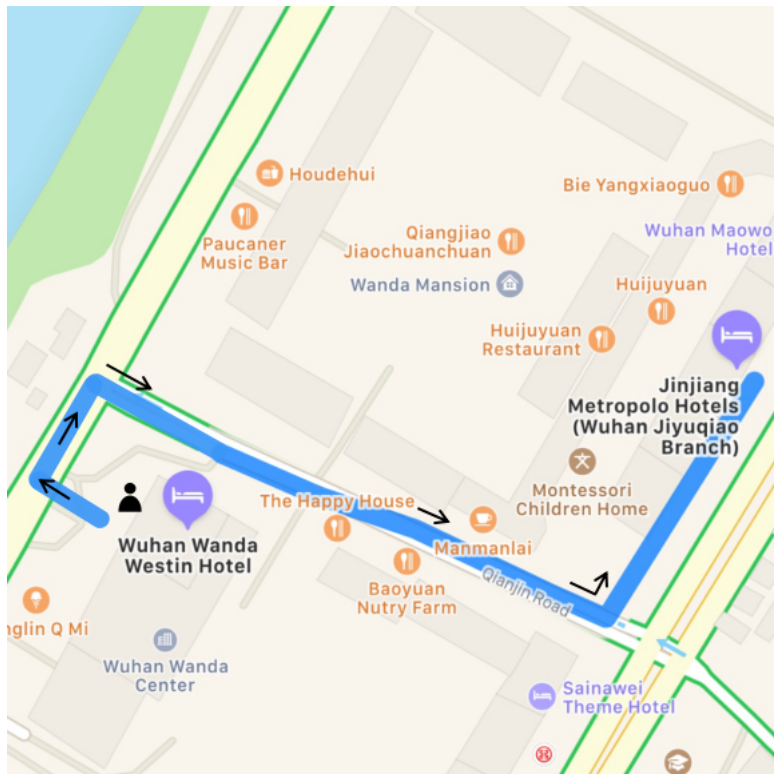 Houdehui
Bie Yangxiaoguo
Paucaner
Music Bar
Qiangjiao
Jiaochuanchuan
Wuhan Maowo
Hotel
Wanda Mansion
Huijuyuan
Huijuyuan
Restaurant
Jinjiang
Metropolo Hotels
(Wuhan Jiyuqiao
Branch)
Montessori
Children Home
The Happy House
Manmanlai
Wuhan Wanda
Westin Hotel
Baoyuan
Nutry Farm
Qianjin Road
nglin Q Mi
Wuhan Wanda
Center
Sainawei
Theme Hotel